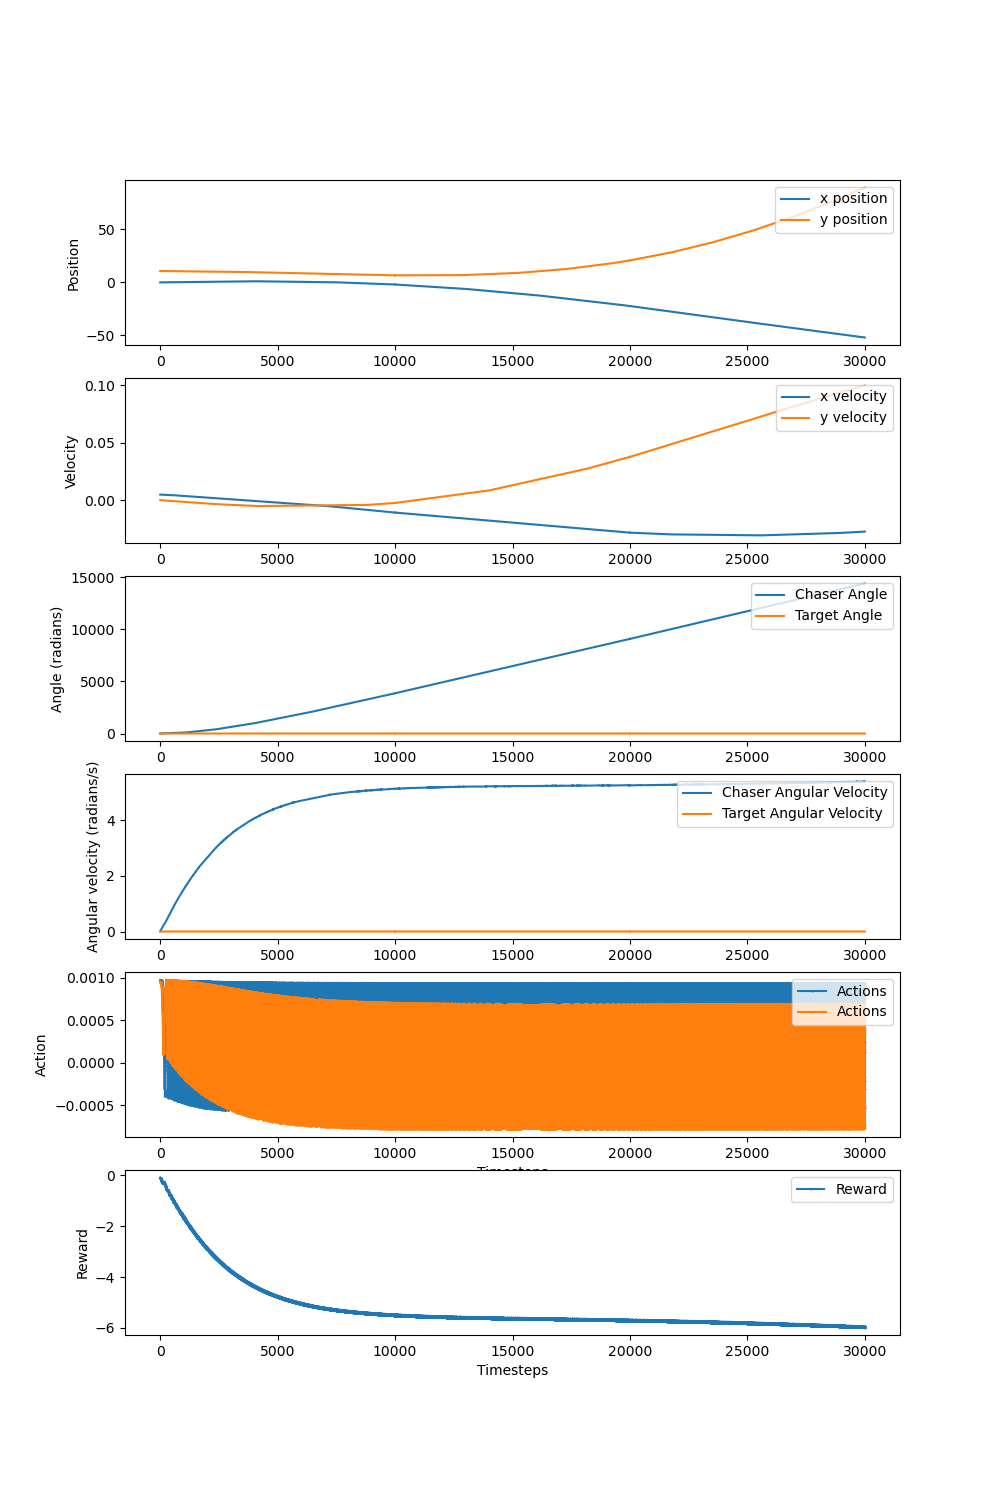 x position
y position
Position
50
0
−50
0 5000 10000 15000 20000 25000 30000
x velocity
y velocity
Velocity
0.10
0.05
0.00
0 5000 10000 15000 20000 25000 30000
Chaser Angle
Target Angle
Angle (radians)
15000
10000
5000
0
0 5000 10000 15000 20000 25000 30000
Chaser Angular Velocity
Target Angular Velocity
Angular velocity (radians/s)
4
2
0
0 5000 10000 15000 20000 25000 30000
Actions
Actions
Action
0.0010
0.0005
0.0000
−0.0005
0 5000 10000 15000 20000 25000 30000
Timesteps
Reward
Reward
0
−2
−4
−6
0 5000 10000 15000 20000 25000 30000
Timesteps